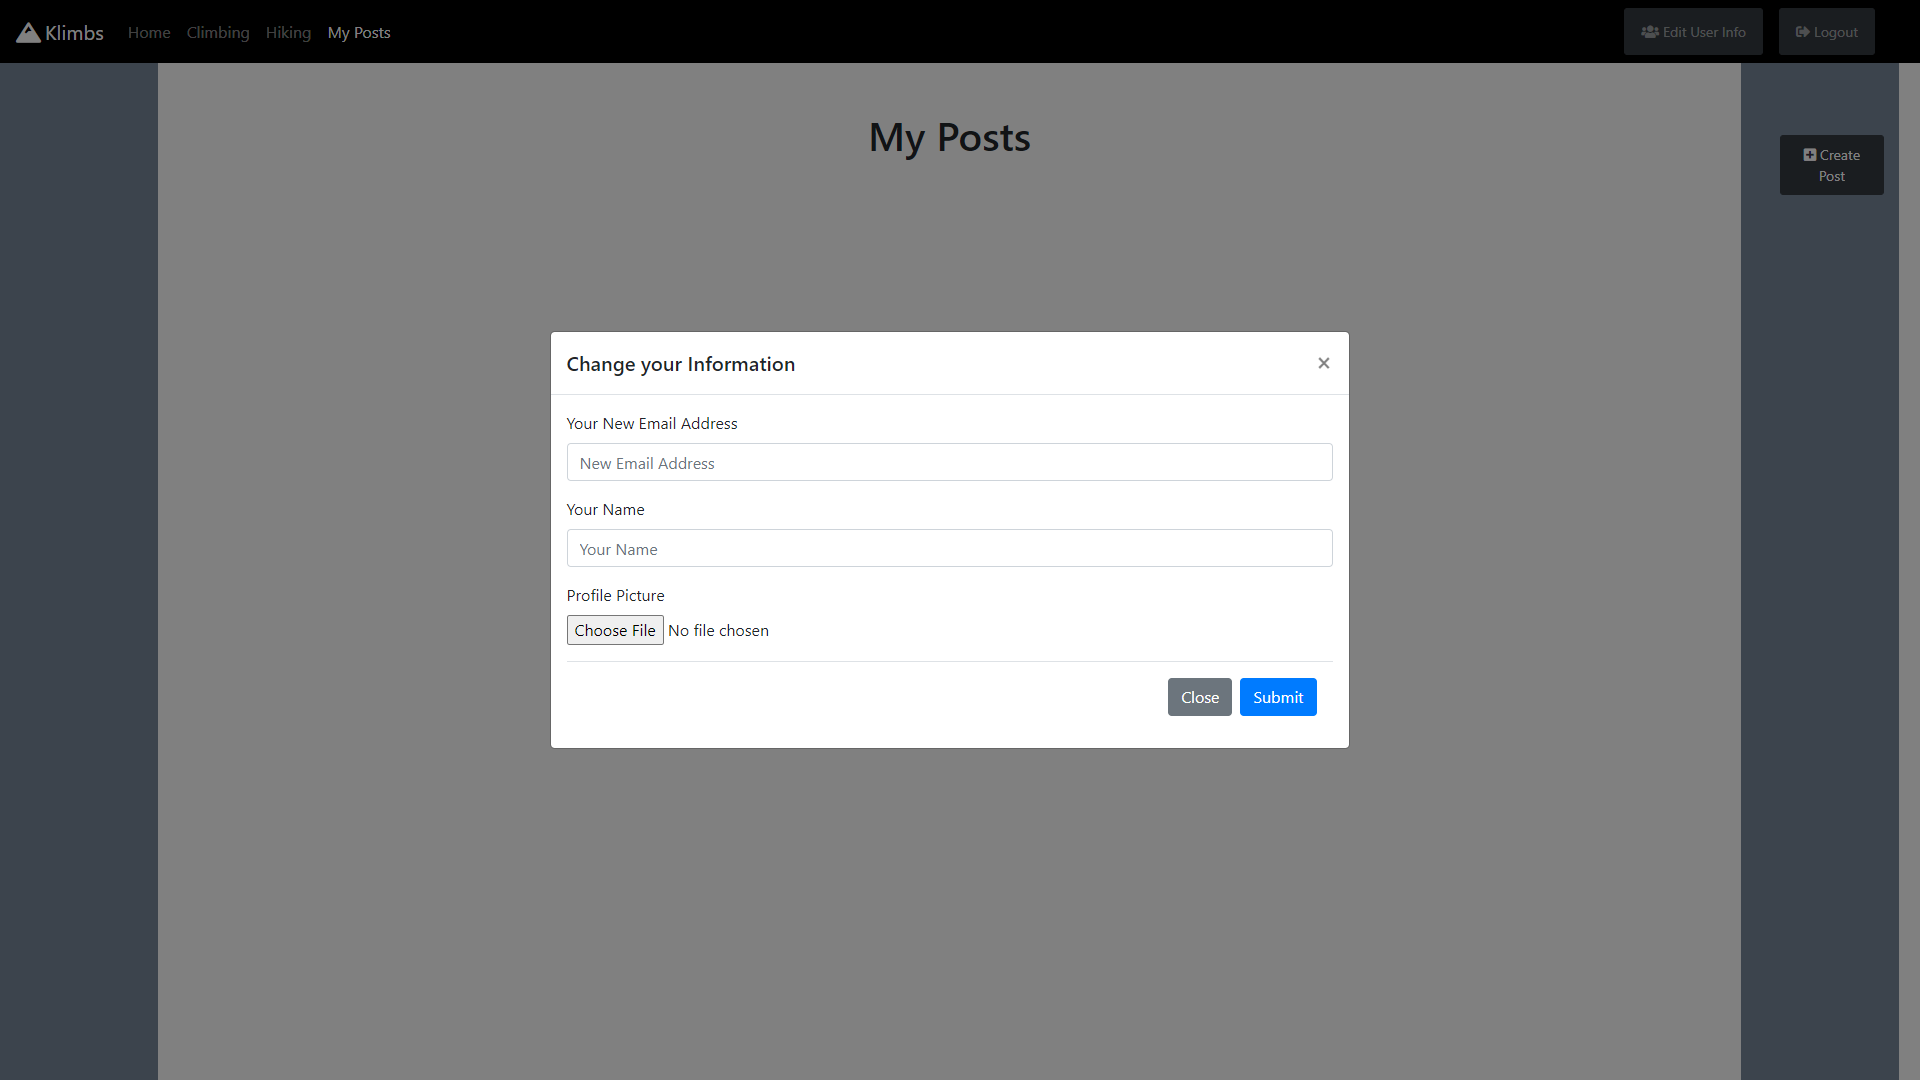 Klimbs Home Climbing Hiking My Posts Edit User Info Logout
My Posts
Create
Post
Change your Information ×
Your New Email Address
New Email Address
Your Name
Your Name
Profile Picture
Choose File No file chosen
Close Submit